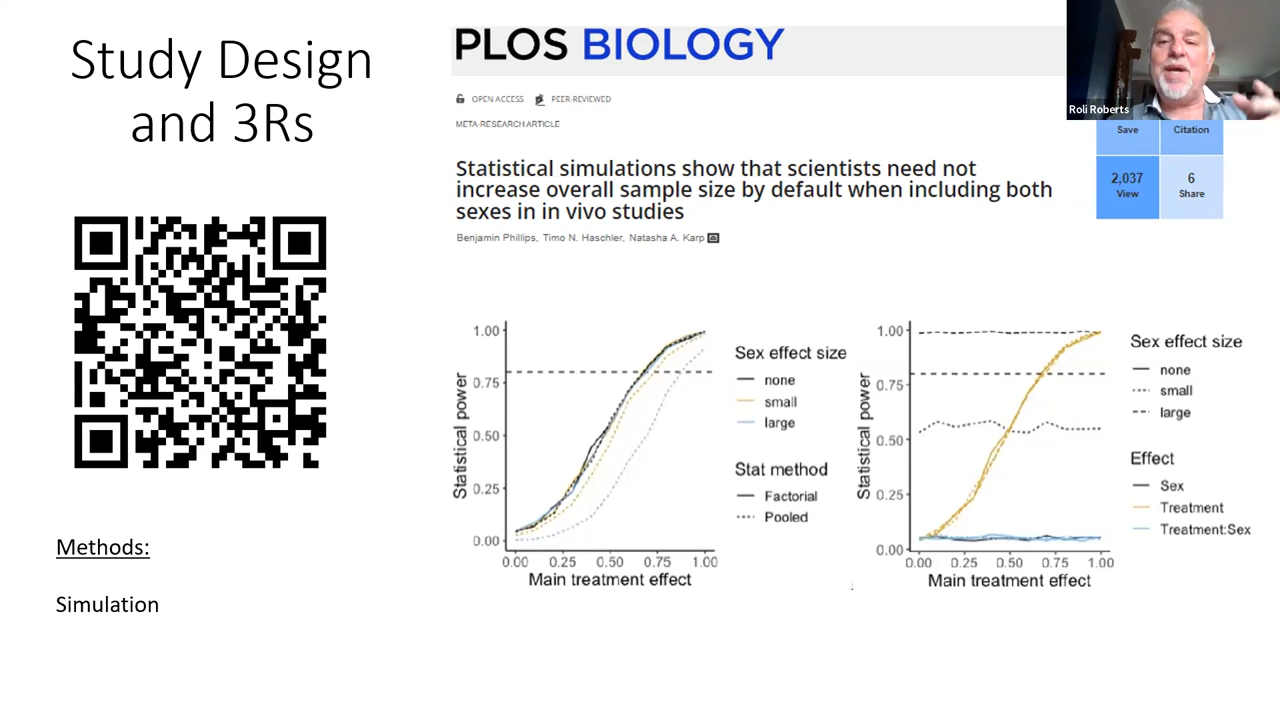 Study Design
and 3Rs
Methods:
Simulation
PLOS BIOLOGY
OPEN ACCESS PEER-REVIEWED
META-RESEARCH ARTICLE
Statistical simulations show that scientists need not
increase overall sample size by default when including both
sexes in in vivo studies
Benjamin Phillips, Timo N. Haschler, Natasha A. Karp
Roli Roberts
Save Citation
2,037 6
View Share
1.00
0.75
0.50
0.25
0.00
Statistical power
0.00 0.25 0.50 0.75 1.00
Main treatment effect
Sex effect size
none
small
large
Stat method
Factorial
Pooled
1.00
0.75
0.50
0.25
0.00
Statistical power
0.00 0.25 0.50 0.75 1.00
Main treatment effect
Sex effect size
none
small
large
Effect
Sex
Treatment
Treatment:Sex